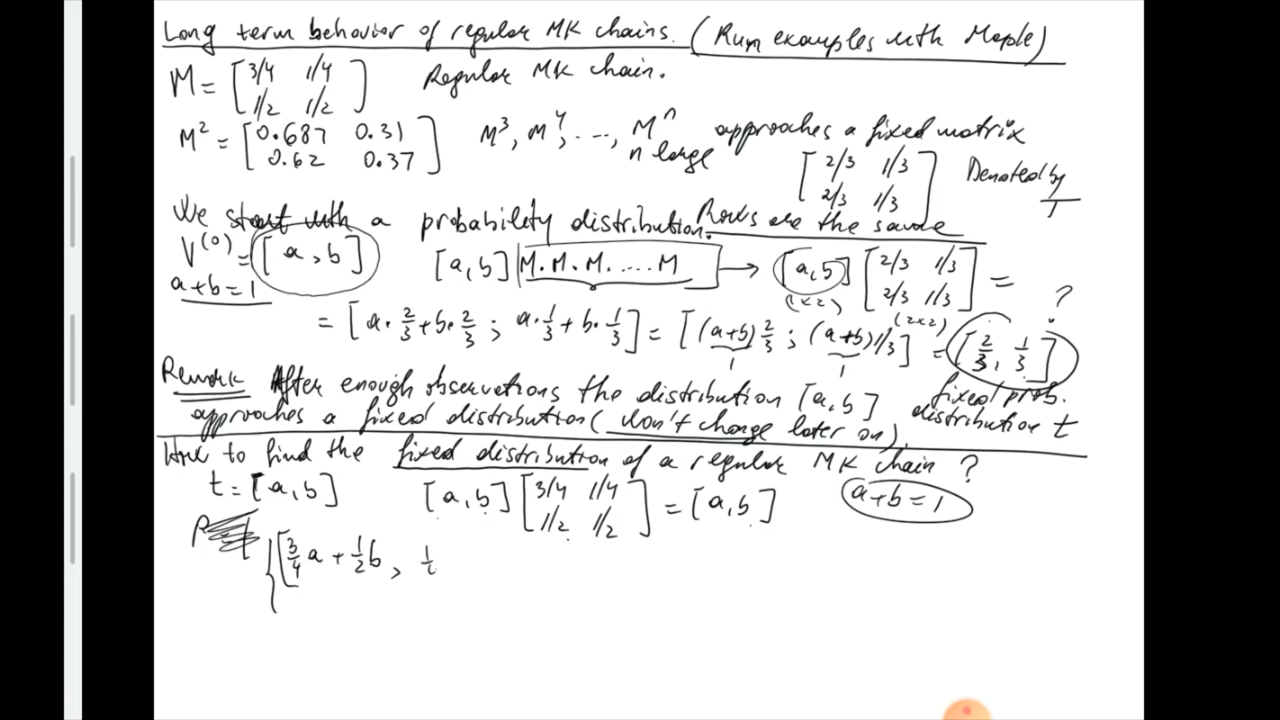 Long term behavior of regular MK chains. (Run examples with Maple)
M = [ 3/4 1/4 Regular MK chain.
1/2 1/2 ]
M² = [ 0.687 0.31 M³, M⁴, ..., Mⁿ approaches a fixed matrix
0.62 0.37 ] n large [ 2/3 1/3 Denoted by
2/3 1/3 ] T
We start with a probability distribution. Rows are the same
V⁽⁰⁾ = [a, b] [a, b] M.M.M.....M → [a, b] [ 2/3 1/3 =
a+b=1 (1x2) 2/3 1/3 ] ?
= [a·2/3 + b·2/3 ; a·1/3 + b·1/3] = [(a+b)2/3 ; (a+b)1/3] = [2/3, 1/3]
(2x2)
1 1
Remark After enough observations the distribution [a, b] fixed prob.
approaches a fixed distribution (don't change later on). distribution t
How to find the fixed distribution of a regular MK chain ?
t = [a, b] [a, b] [ 3/4 1/4 = [a, b] a+b=1
1/2 1/2 ]
{ [3/4 a + 1/2 b,